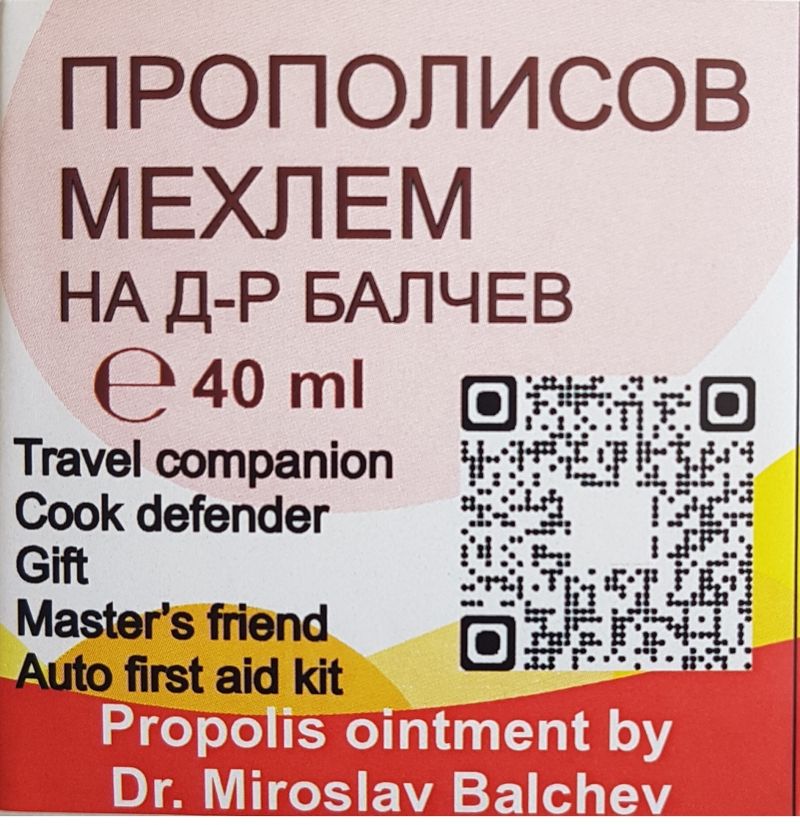 ПРОПОЛИСОВ
МЕХЛЕМ
НА Д-Р БАЛЧЕВ
℮ 40 ml
Travel companion
Cook defender
Gift
Master's friend
Auto first aid kit
Propolis ointment by
Dr. Miroslav Balchev